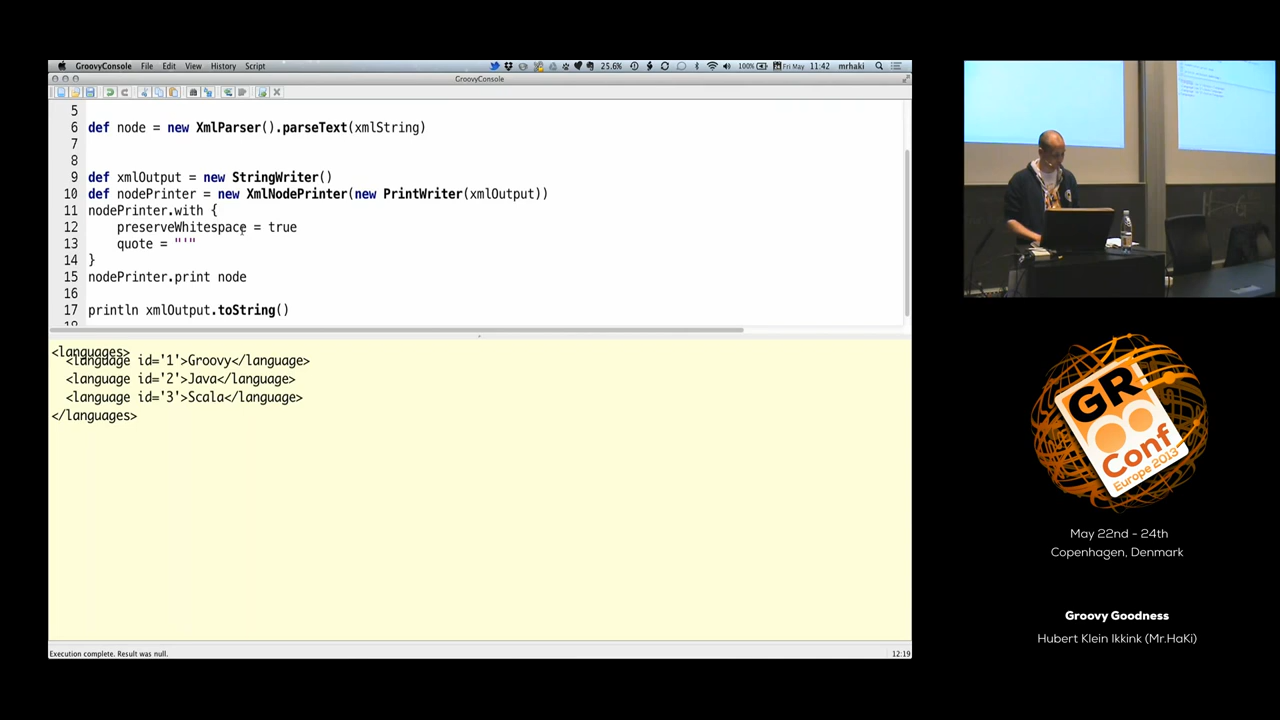 GroovyConsole File Edit View History Script 25.6% 100% Fri May 11:42 mrhaki
GroovyConsole
5
6 def node = new XmlParser().parseText(xmlString)
7
8
9 def xmlOutput = new StringWriter()
10 def nodePrinter = new XmlNodePrinter(new PrintWriter(xmlOutput))
11 nodePrinter.with {
12 preserveWhitespace = true
13 quote = "'"
14 }
15 nodePrinter.print node
16
17 println xmlOutput.toString()
18
<languages>
<language id='1'>Groovy</language>
<language id='2'>Java</language>
<language id='3'>Scala</language>
</languages>
Execution complete. Result was null.
12:19
GR8
Conf
Europe 2013
May 22nd - 24th
Copenhagen, Denmark
Groovy Goodness
Hubert Klein Ikkink (Mr.HaKi)